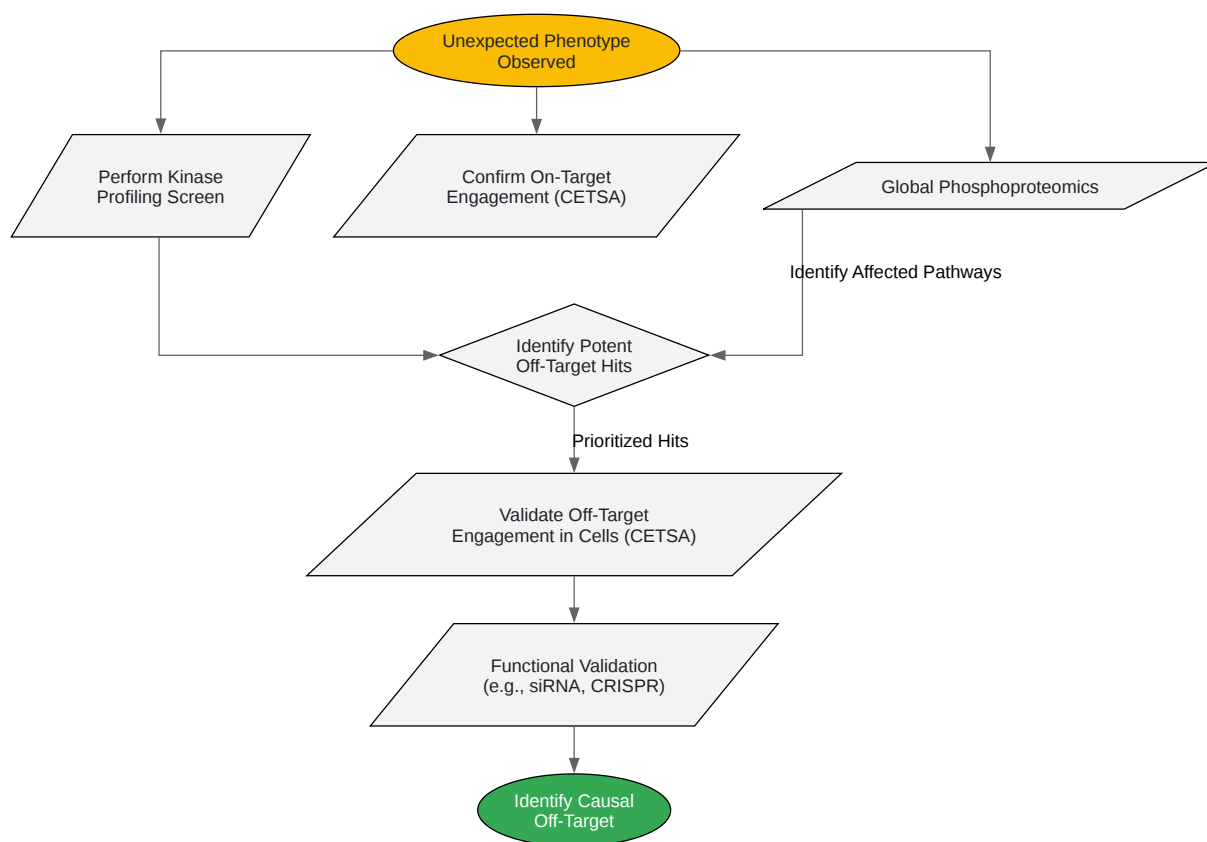 Unexpected Phenotype
Observed
Perform Kinase
Profiling Screen
Confirm On-Target
Engagement (CETSA)
Global Phosphoproteomics
Identify Affected Pathways
Identify Potent
Off-Target Hits
Prioritized Hits
Validate Off-Target
Engagement in Cells (CETSA)
Functional Validation
(e.g., siRNA, CRISPR)
Identify Causal
Off-Target